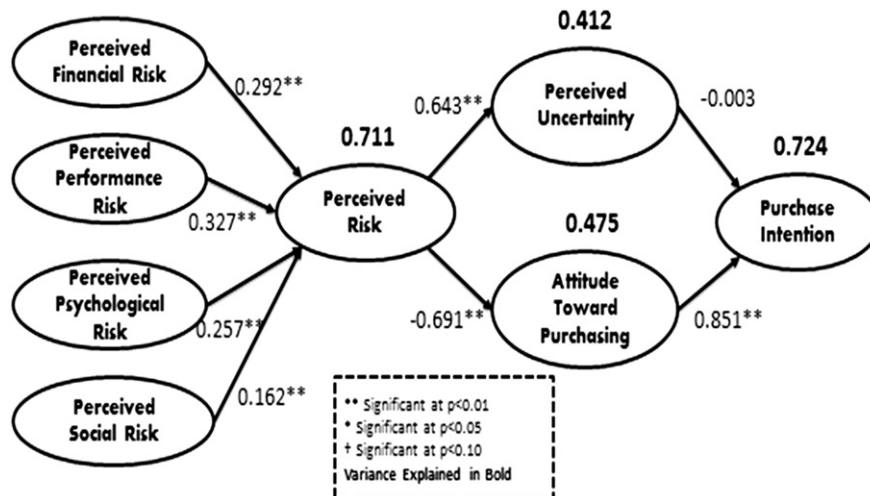 0.412
Perceived
Financial Risk
0.292**
0.643**
Perceived
Uncertainty
-0.003
0.711
0.724
Perceived
Performance
Risk
0.327**
Perceived
Risk
0.475
Purchase
Intention
Perceived
Psychological
Risk
0.257**
-0.691**
Attitude
Toward
Purchasing
0.851**
0.162**
Perceived
Social Risk
** Significant at p<0.01
* Significant at p<0.05
† Significant at p<0.10
Variance Explained in Bold